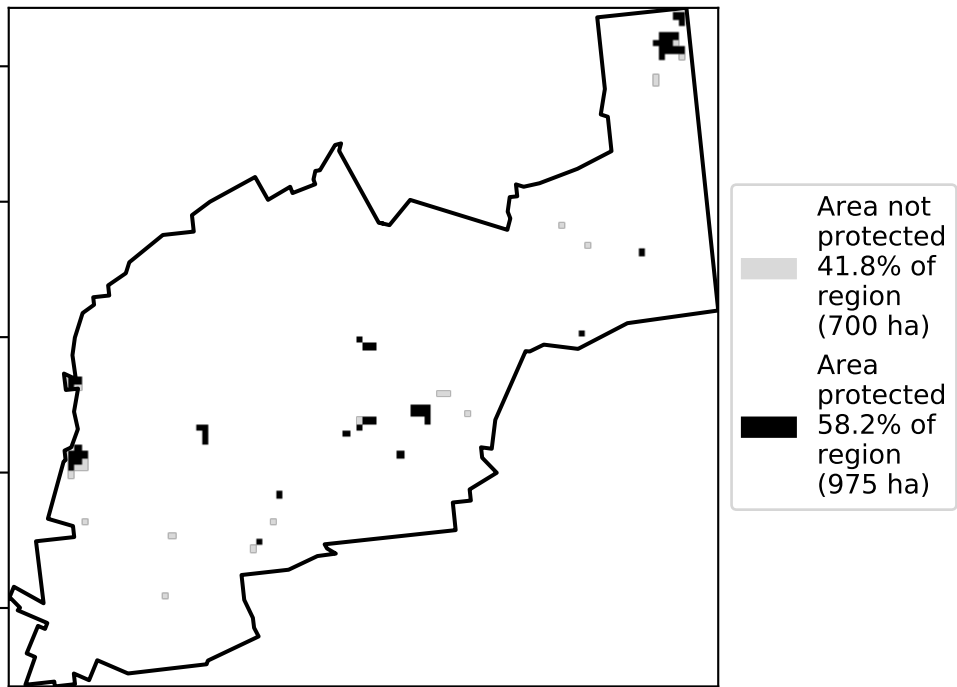 Area not
protected
41.8% of
region
(700 ha)
Area
protected
58.2% of
region
(975 ha)